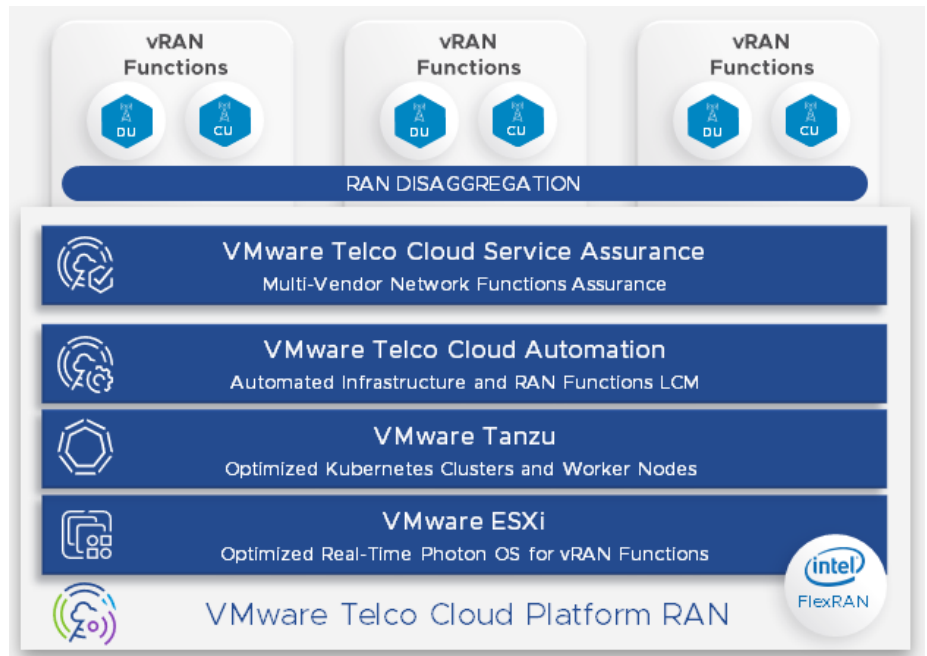 vRAN
Functions
DU
CU
vRAN
Functions
DU
CU
vRAN
Functions
DU
CU
RAN DISAGGREGATION
VMware Telco Cloud Service Assurance
Multi-Vendor Network Functions Assurance
VMware Telco Cloud Automation
Automated Infrastructure and RAN Functions LCM
VMware Tanzu
Optimized Kubernetes Clusters and Worker Nodes
VMware ESXi
Optimized Real-Time Photon OS for vRAN Functions
intel
FlexRAN
VMware Telco Cloud Platform RAN